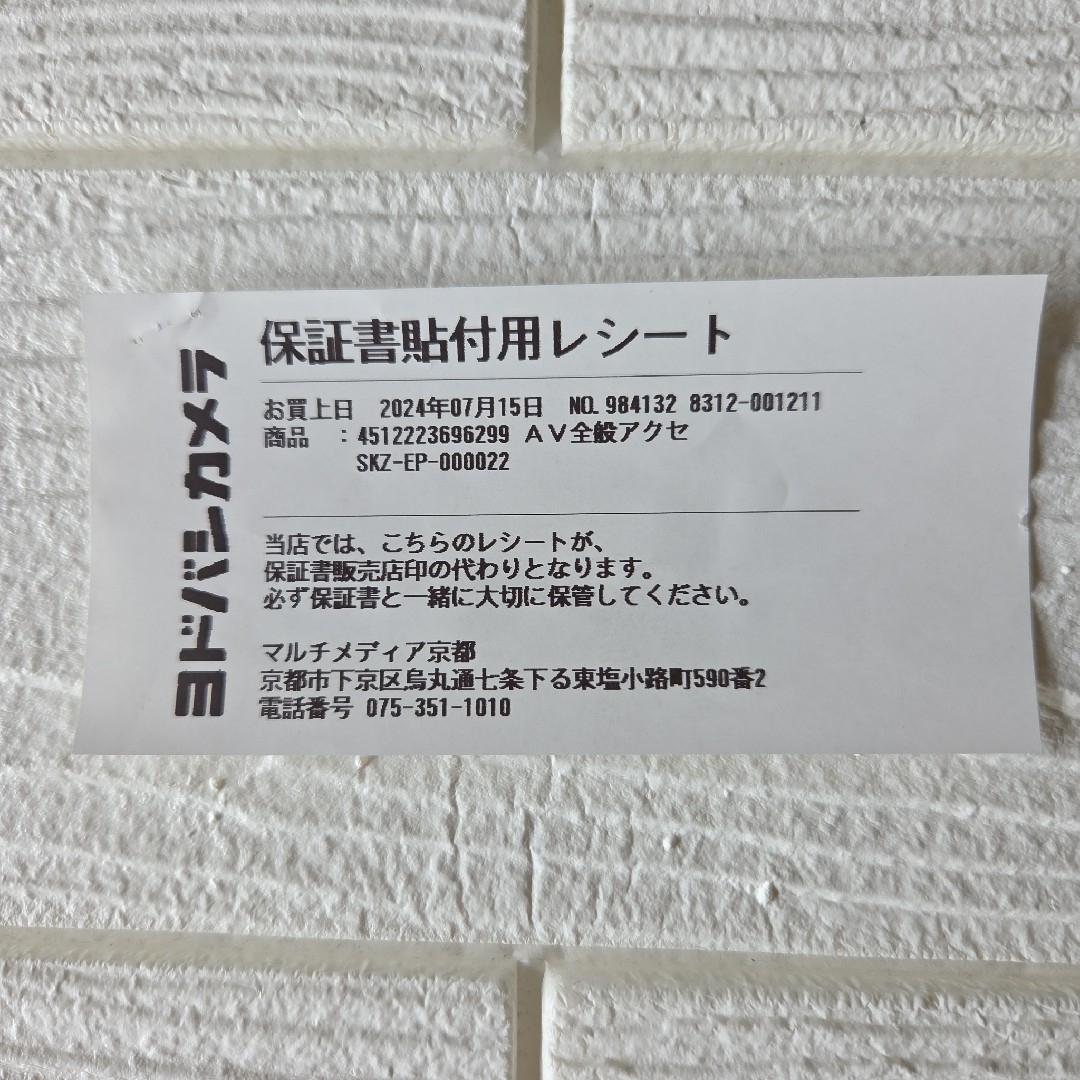 ヨドバシカメラ
保証書貼付用レシート
お買上日　2024年07月15日　NO. 984132 8312-001211
商品　：4512223696299 ＡＶ全般アクセ
SKZ-EP-000022
当店では、こちらのレシートが、
保証書販売店印の代わりとなります。
必ず保証書と一緒に大切に保管してください。
マルチメディア京都
京都市下京区烏丸通七条下る東塩小路町590番2
電話番号 075-351-1010